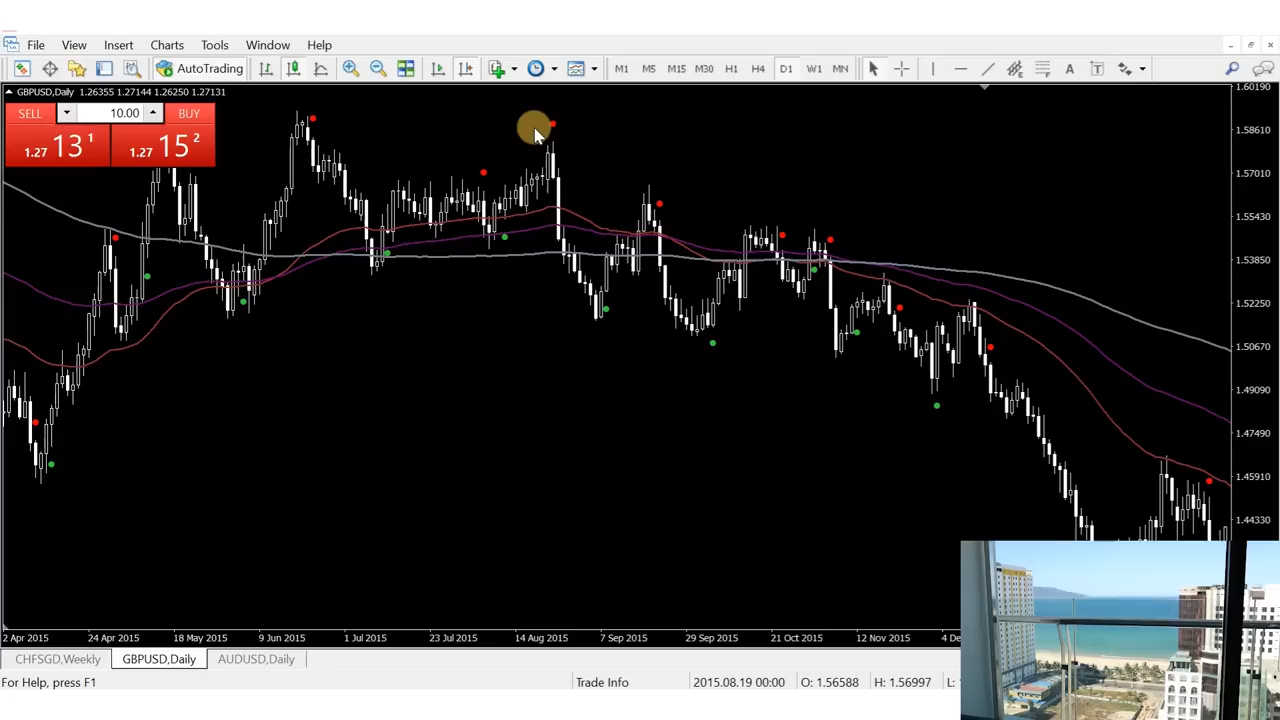 File View Insert Charts Tools Window Help
AutoTrading M1 M5 M15 M30 H1 H4 D1 W1 MN A T
GBPUSD,Daily 1.26355 1.27144 1.26250 1.27131
SELL 10.00 BUY
1.27 13 1 1.27 15 2
1.60190
1.58610
1.57010
1.55430
1.53850
1.52250
1.50670
1.49090
1.47490
1.45910
1.44330
2 Apr 2015 24 Apr 2015 18 May 2015 9 Jun 2015 1 Jul 2015 23 Jul 2015 14 Aug 2015 7 Sep 2015 29 Sep 2015 21 Oct 2015 12 Nov 2015 4 De
CHFSGD,Weekly GBPUSD,Daily AUDUSD,Daily
For Help, press F1 Trade Info 2015.08.19 00:00 O: 1.56588 H: 1.56997 L: